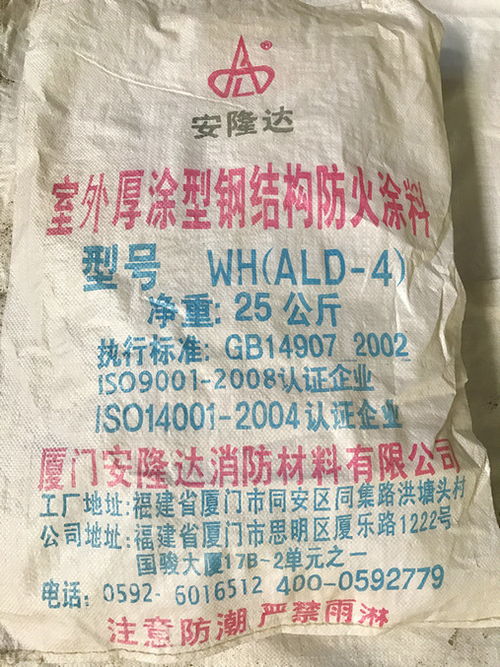 ®
安隆达
室外厚涂型钢结构防火涂料
型号 WH(ALD-4)
净重: 25公斤
执行标准: GB14907 2002
ISO9001-2008认证企业
ISO14001-2004认证企业
厦门安隆达消防材料有限公司
工厂地址:福建省厦门市同安区同集路洪塘头村
公司地址:福建省厦门市思明区厦乐路1222号
国骏大厦17B-2单元之一
电话: 0592-6016512 400-0592779
注意防潮 严禁雨淋